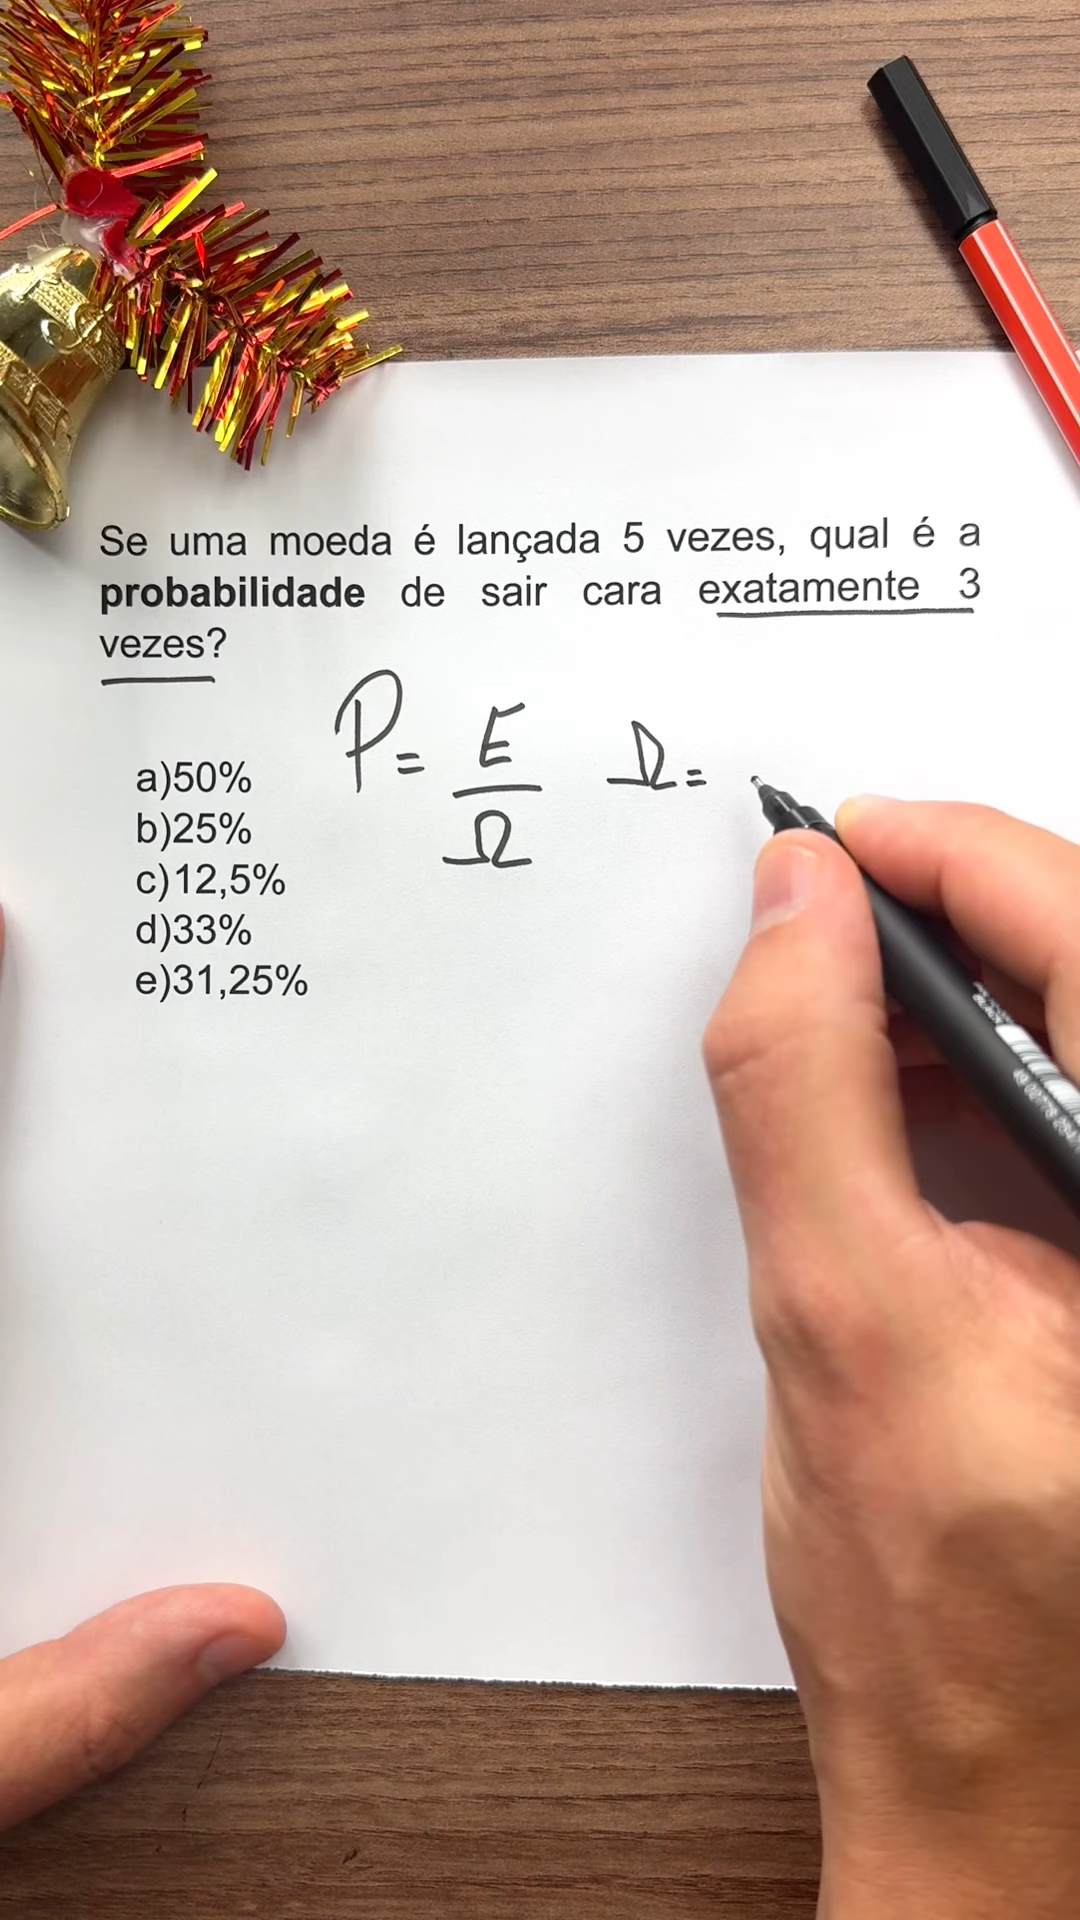 Se uma moeda é lançada 5 vezes, qual é a
probabilidade de sair cara exatamente 3
vezes?
P = E / Ω   Ω =
a)50%
b)25%
c)12,5%
d)33%
e)31,25%